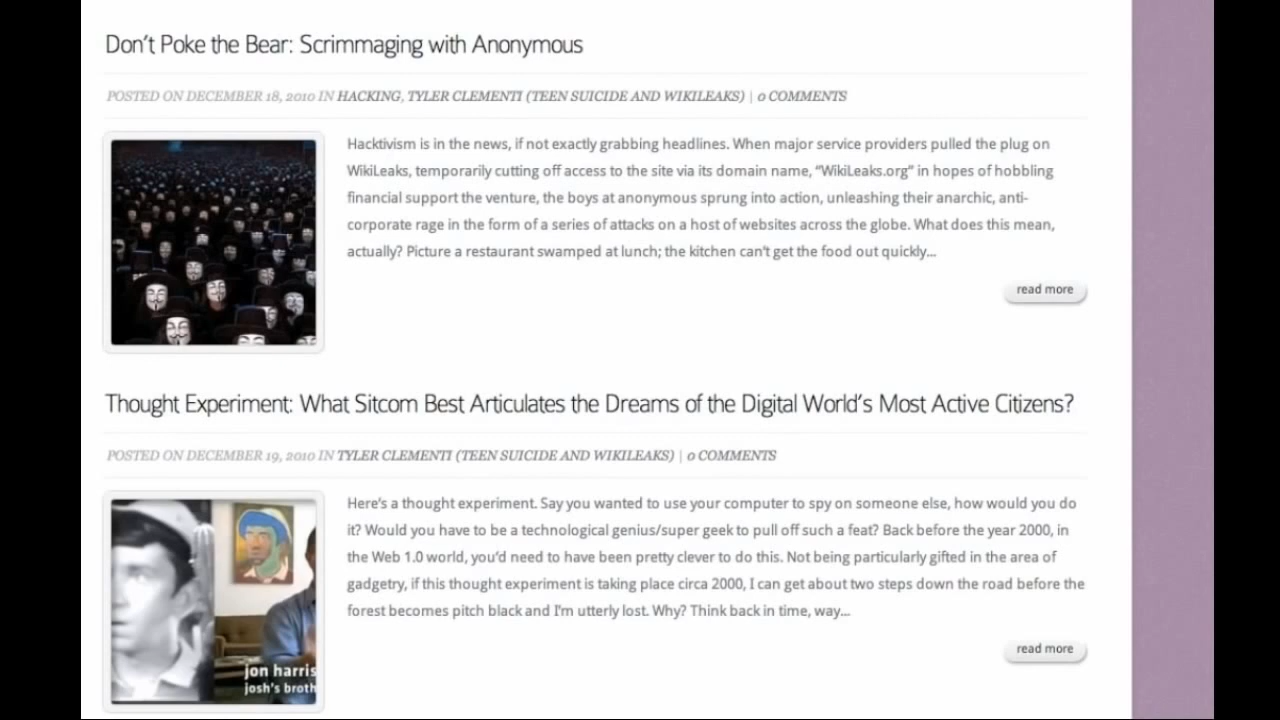 Don't Poke the Bear: Scrimmaging with Anonymous
POSTED ON DECEMBER 18, 2010 IN HACKING, TYLER CLEMENTI (TEEN SUICIDE AND WIKILEAKS) | 0 COMMENTS
Hacktivism is in the news, if not exactly grabbing headlines. When major service providers pulled the plug on
WikiLeaks, temporarily cutting off access to the site via its domain name, “WikiLeaks.org” in hopes of hobbling
financial support the venture, the boys at anonymous sprung into action, unleashing their anarchic, anti-
corporate rage in the form of a series of attacks on a host of websites across the globe. What does this mean,
actually? Picture a restaurant swamped at lunch; the kitchen can't get the food out quickly...
read more
Thought Experiment: What Sitcom Best Articulates the Dreams of the Digital World's Most Active Citizens?
POSTED ON DECEMBER 19, 2010 IN TYLER CLEMENTI (TEEN SUICIDE AND WIKILEAKS) | 0 COMMENTS
Here's a thought experiment. Say you wanted to use your computer to spy on someone else, how would you do
it? Would you have to be a technological genius/super geek to pull off such a feat? Back before the year 2000, in
the Web 1.0 world, you'd need to have been pretty clever to do this. Not being particularly gifted in the area of
gadgetry, if this thought experiment is taking place circa 2000, I can get about two steps down the road before the
forest becomes pitch black and I'm utterly lost. Why? Think back in time, way...
jon harris
josh's broth
read more